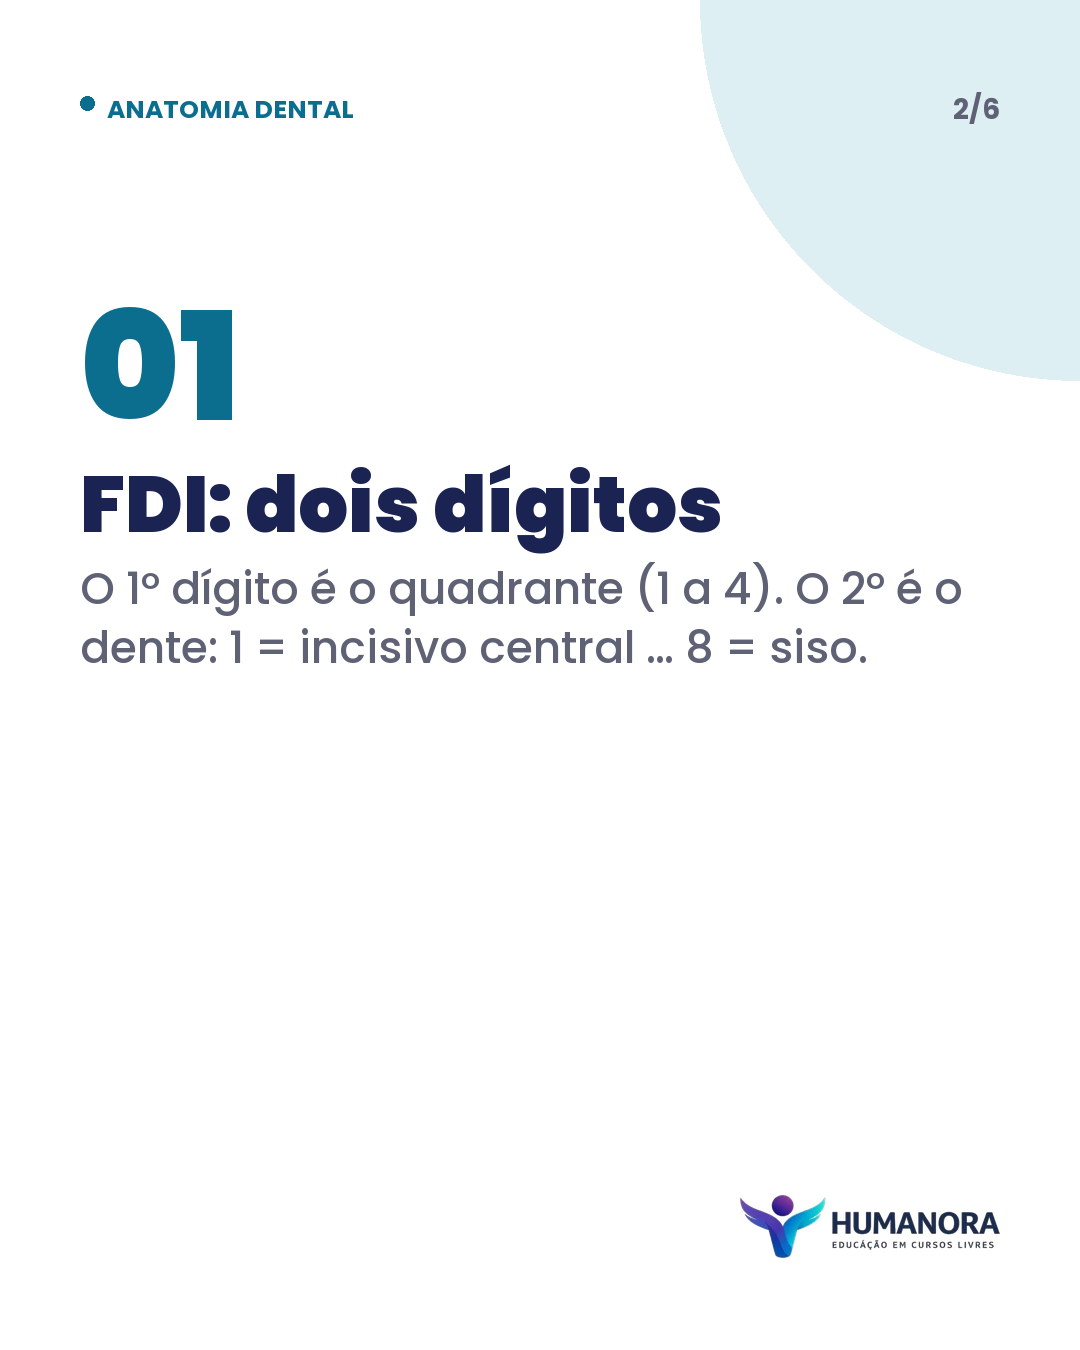 ANATOMIA DENTAL
2/6
01
FDI: dois dígitos
O 1º dígito é o quadrante (1 a 4). O 2º é o
dente: 1 = incisivo central ... 8 = siso.
HUMANORA
EDUCÁÇÃO EM CURSOS LIVRES